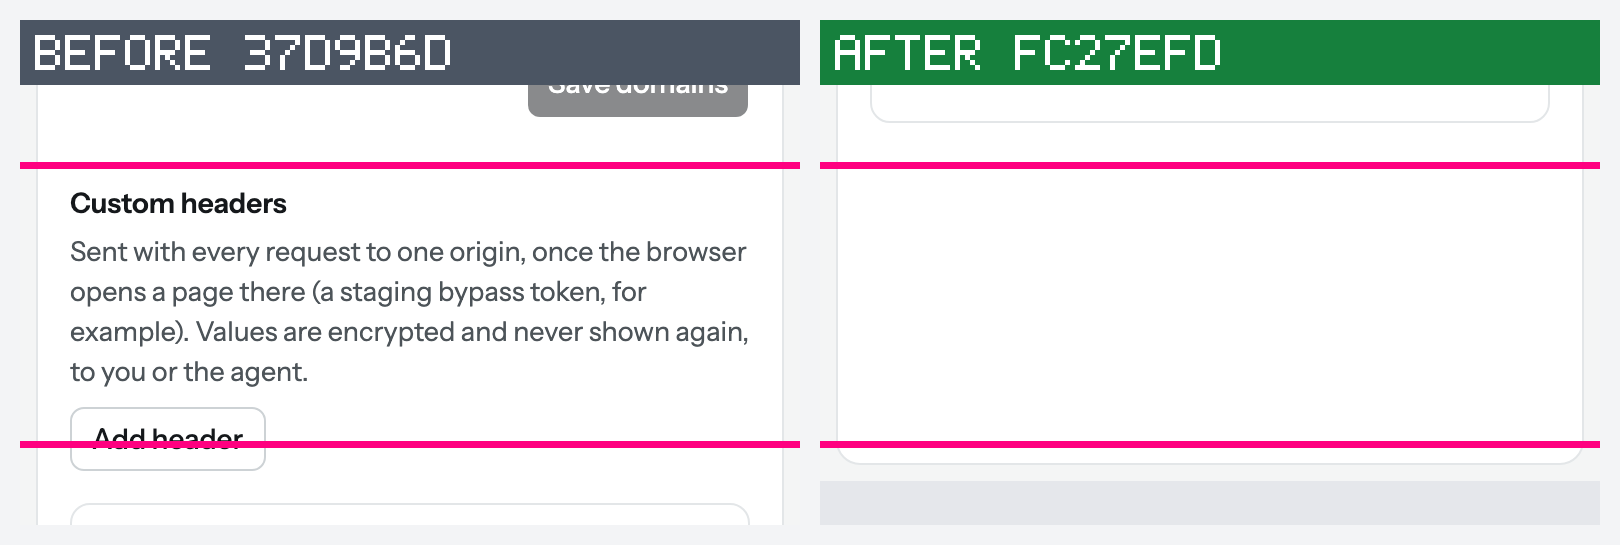 BEFORE 37D9B6D
Save domains
Custom headers
Sent with every request to one origin, once the browser
opens a page there (a staging bypass token, for
example). Values are encrypted and never shown again,
to you or the agent.
Add header
AFTER FC27EFD